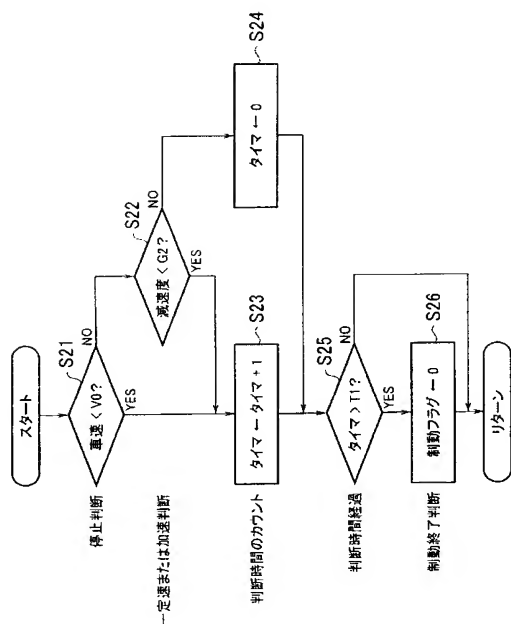 スタート
停止判断
車速 < V0?
S21
NO
YES
一定速または加速判断
減速度 < G2?
S22
NO
YES
判断時間のカウント
タイマ ← タイマ + 1
S23
タイマ ← 0
S24
判断時間経過
タイマ > T1?
S25
NO
YES
制動終了判断
制動フラグ ← 0
S26
リターン